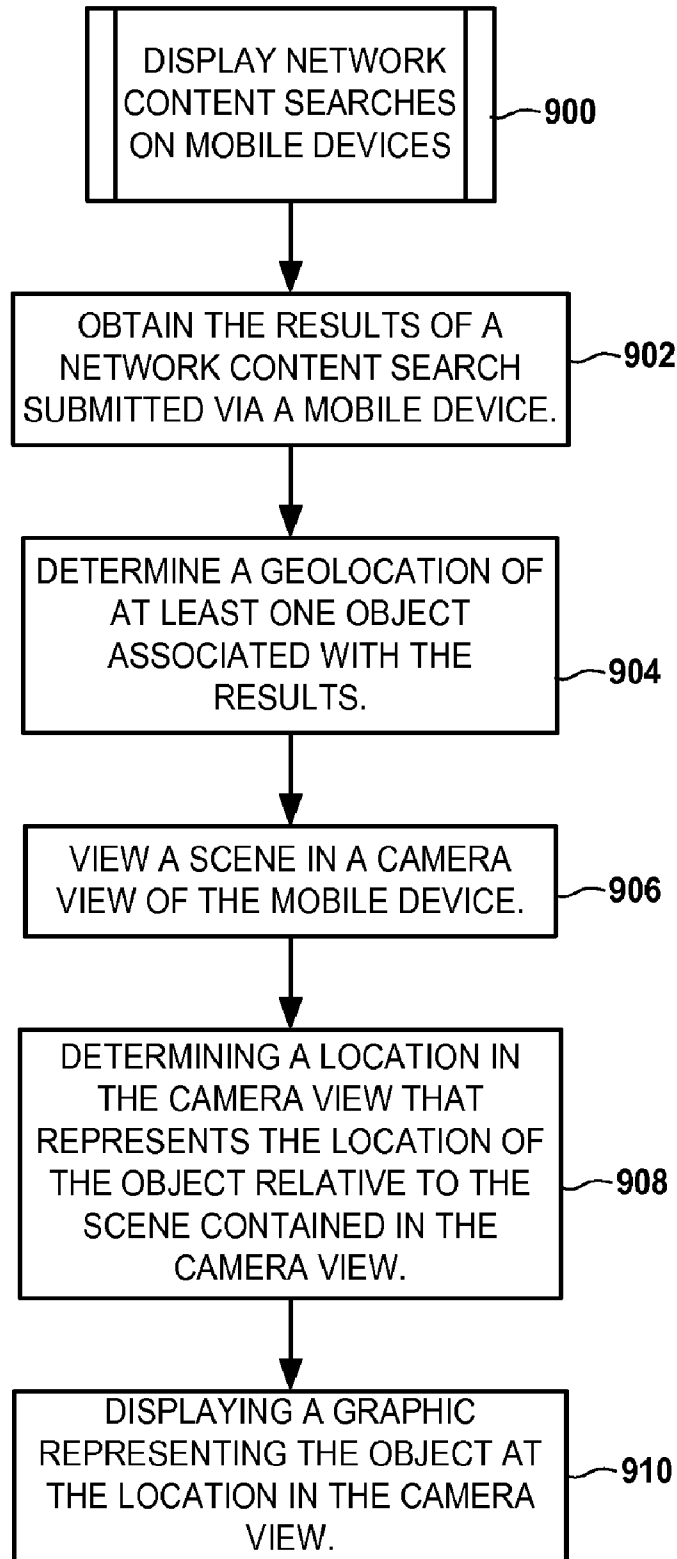 DISPLAY NETWORK
CONTENT SEARCHES
ON MOBILE DEVICES
900
OBTAIN THE RESULTS OF A
NETWORK CONTENT SEARCH
SUBMITTED VIA A MOBILE DEVICE.
902
DETERMINE A GEOLOCATION OF
AT LEAST ONE OBJECT
ASSOCIATED WITH THE
RESULTS.
904
VIEW A SCENE IN A CAMERA
VIEW OF THE MOBILE DEVICE.
906
DETERMINING A LOCATION IN
THE CAMERA VIEW THAT
REPRESENTS THE LOCATION OF
THE OBJECT RELATIVE TO THE
SCENE CONTAINED IN THE
CAMERA VIEW.
908
DISPLAYING A GRAPHIC
REPRESENTING THE OBJECT AT
THE LOCATION IN THE CAMERA
VIEW.
910